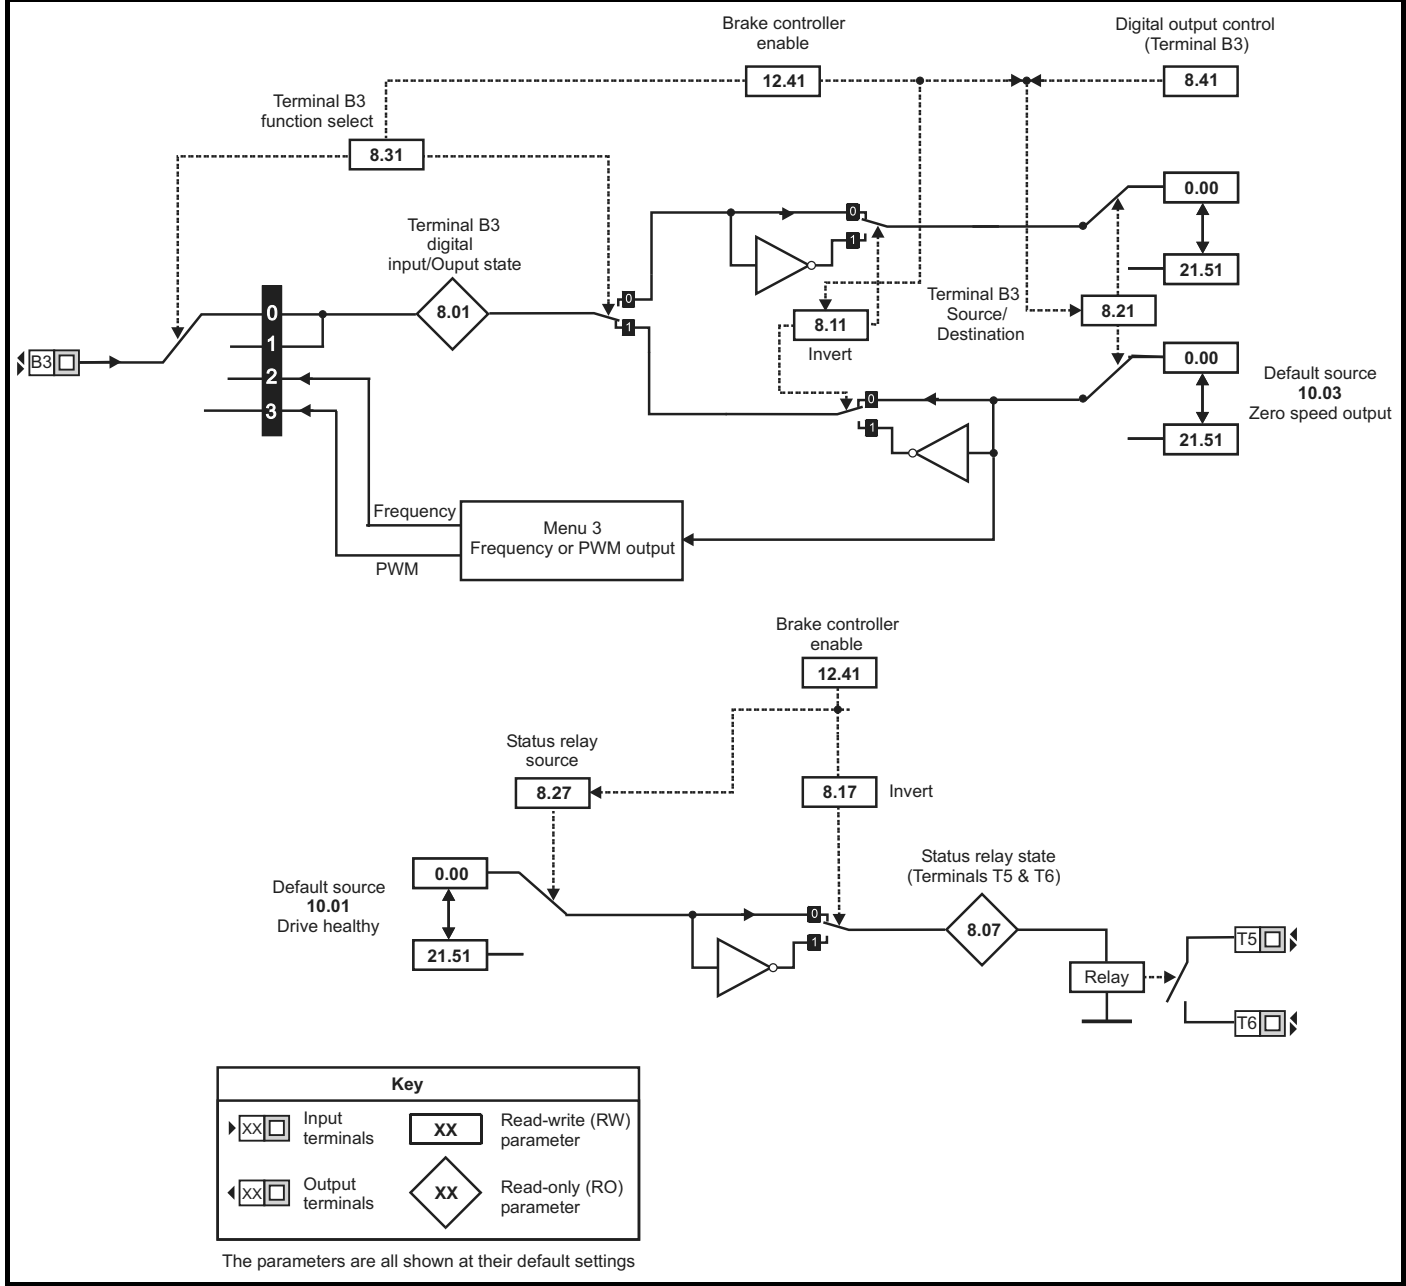 Brake controller
enable
12.41
Digital output control
(Terminal B3)
8.41
Terminal B3
function select
8.31
Terminal B3
digital
input/Ouput state
8.01
B3
0
1
2
3
0
1
0
1
8.11
Invert
Terminal B3
Source/
Destination
8.21
0.00
21.51
0.00
21.51
Default source
10.03
Zero speed output
0
1
Frequency
PWM
Menu 3
Frequency or PWM output
Brake controller
enable
12.41
Status relay
source
8.27
8.17
Invert
Default source
10.01
Drive healthy
0.00
21.51
0
1
Status relay state
(Terminals T5 & T6)
8.07
Relay
T5
T6
Key
XX
Input
terminals
XX
Read-write (RW)
parameter
XX
Output
terminals
XX
Read-only (RO)
parameter
The parameters are all shown at their default settings